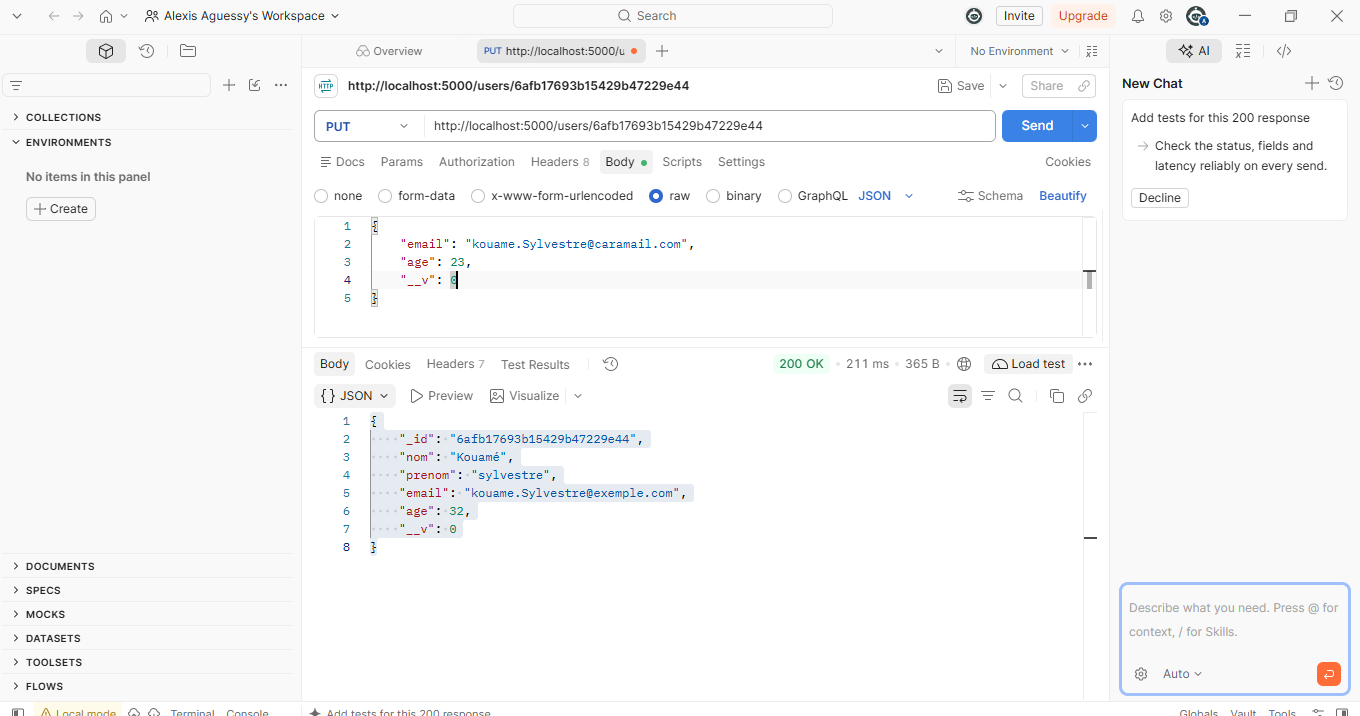 Alexis Aguessy's Workspace
Search
Invite
Upgrade
Overview
PUT http://localhost:5000/u
No Environment
AI
HTTP
http://localhost:5000/users/6afb17693b15429b47229e44
Save
Share
New Chat
COLLECTIONS
ENVIRONMENTS
No items in this panel
Create
PUT
http://localhost:5000/users/6afb17693b15429b47229e44
Send
Docs
Params
Authorization
Headers 8
Body
Scripts
Settings
Cookies
none
form-data
x-www-form-urlencoded
raw
binary
GraphQL
JSON
Schema
Beautify
1 {
2 "email": "kouame.Sylvestre@caramail.com",
3 "age": 23,
4 "__v": 0
5 }
Body
Cookies
Headers 7
Test Results
200 OK
211 ms
365 B
Load test
{} JSON
Preview
Visualize
1 {
2 "_id": "6afb17693b15429b47229e44",
3 "nom": "Kouamé",
4 "prenom": "sylvestre",
5 "email": "kouame.Sylvestre@exemple.com",
6 "age": 32,
7 "__v": 0
8 }
Add tests for this 200 response
Check the status, fields and
latency reliably on every send.
Decline
DOCUMENTS
SPECS
MOCKS
DATASETS
TOOLSETS
FLOWS
Describe what you need. Press @ for
context, / for Skills.
Auto
Local mode
Terminal
Console
Add tests for this 200 response
Globals
Vault
Tools